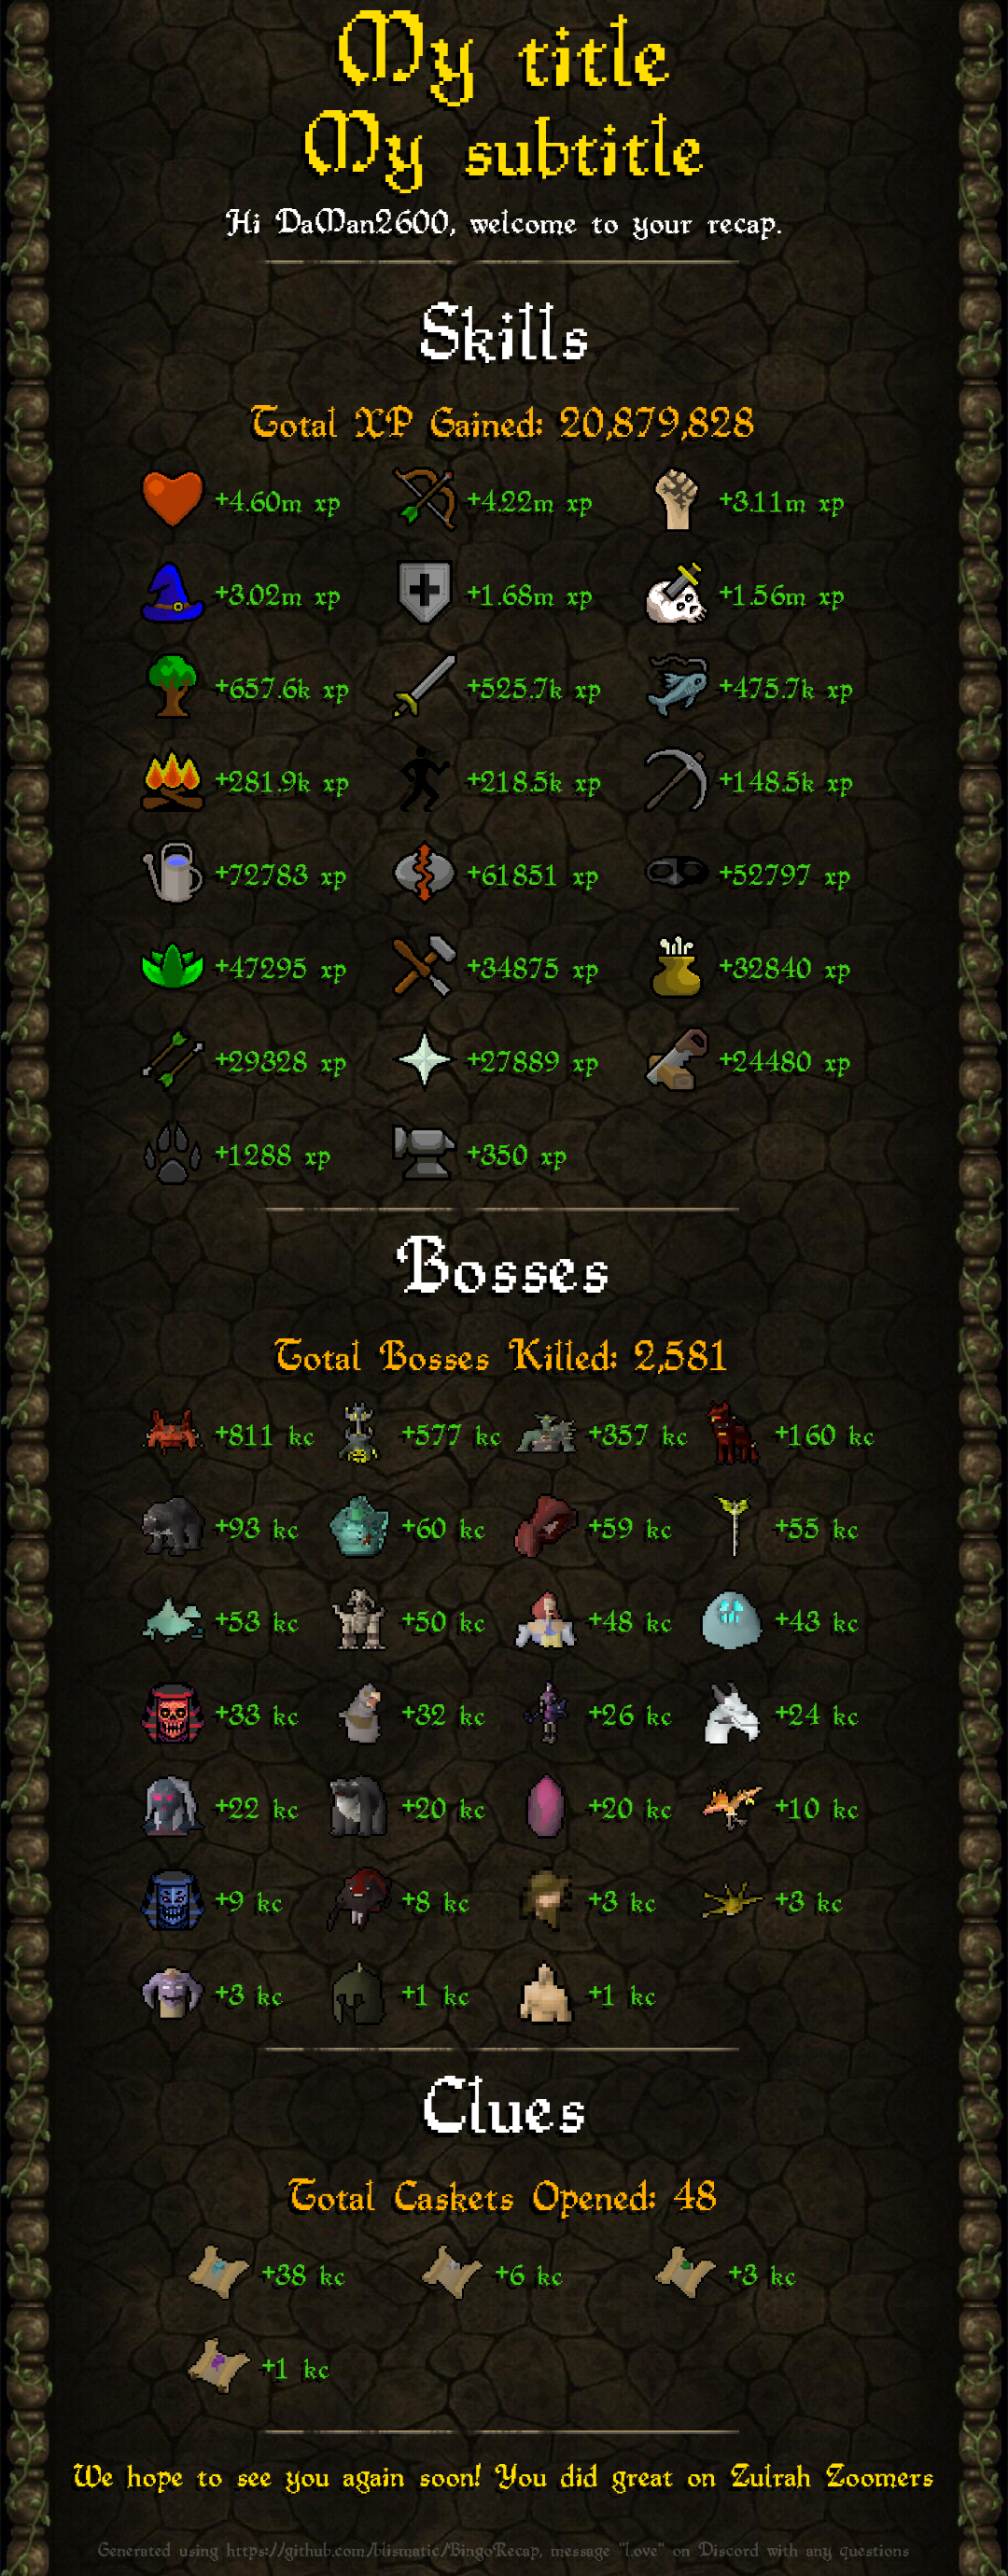 My title
My subtitle
Hi DaMan2600, welcome to your recap.
Skills
Total XP Gained: 20,879,828
+4.60m xp +4.22m xp +3.11m xp
+3.02m xp +1.68m xp +1.56m xp
+657.6k xp +525.7k xp +475.7k xp
+281.9k xp +218.5k xp +148.5k xp
+72783 xp +61851 xp +52797 xp
+47295 xp +34875 xp +32840 xp
+29328 xp +27889 xp +24480 xp
+1288 xp +350 xp
Bosses
Total Bosses Killed: 2,581
+811 kc +577 kc +357 kc +160 kc
+93 kc +60 kc +59 kc +55 kc
+53 kc +50 kc +48 kc +43 kc
+33 kc +32 kc +26 kc +24 kc
+22 kc +20 kc +20 kc +10 kc
+9 kc +8 kc +3 kc +3 kc
+3 kc +1 kc +1 kc
Clues
Total Caskets Opened: 48
+38 kc +6 kc +3 kc
+1 kc
We hope to see you again soon! You did great on Zulrah Zoomers
Generated using https://github.com/blismatic/BingoRecap, message "love" on Discord with any questions